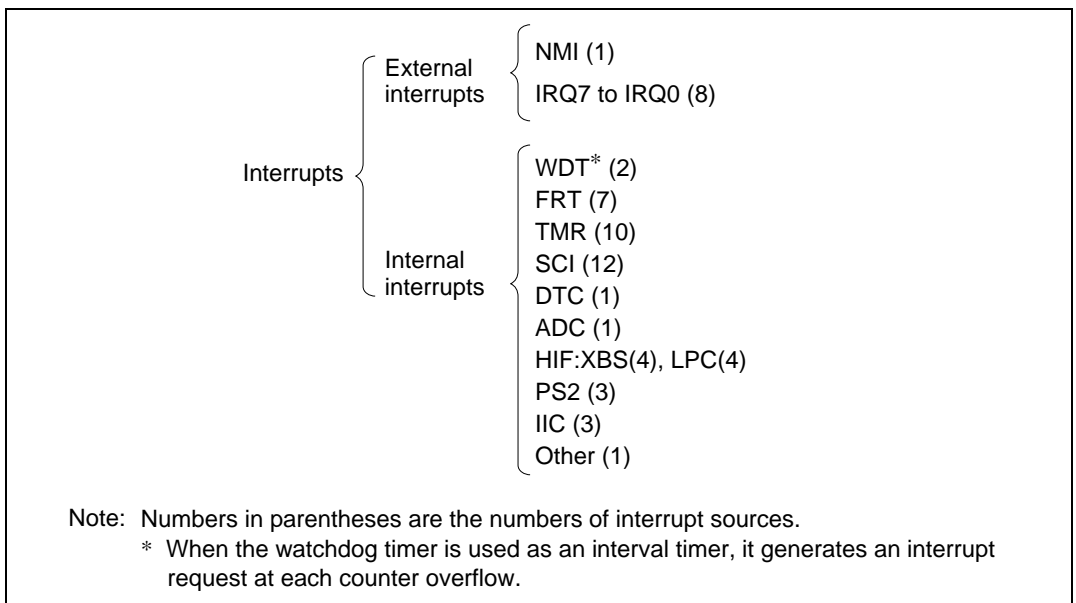 Interrupts
External
interrupts
NMI (1)
IRQ7 to IRQ0 (8)
Internal
interrupts
WDT* (2)
FRT (7)
TMR (10)
SCI (12)
DTC (1)
ADC (1)
HIF:XBS(4), LPC(4)
PS2 (3)
IIC (3)
Other (1)
Note: Numbers in parentheses are the numbers of interrupt sources.
* When the watchdog timer is used as an interval timer, it generates an interrupt
request at each counter overflow.